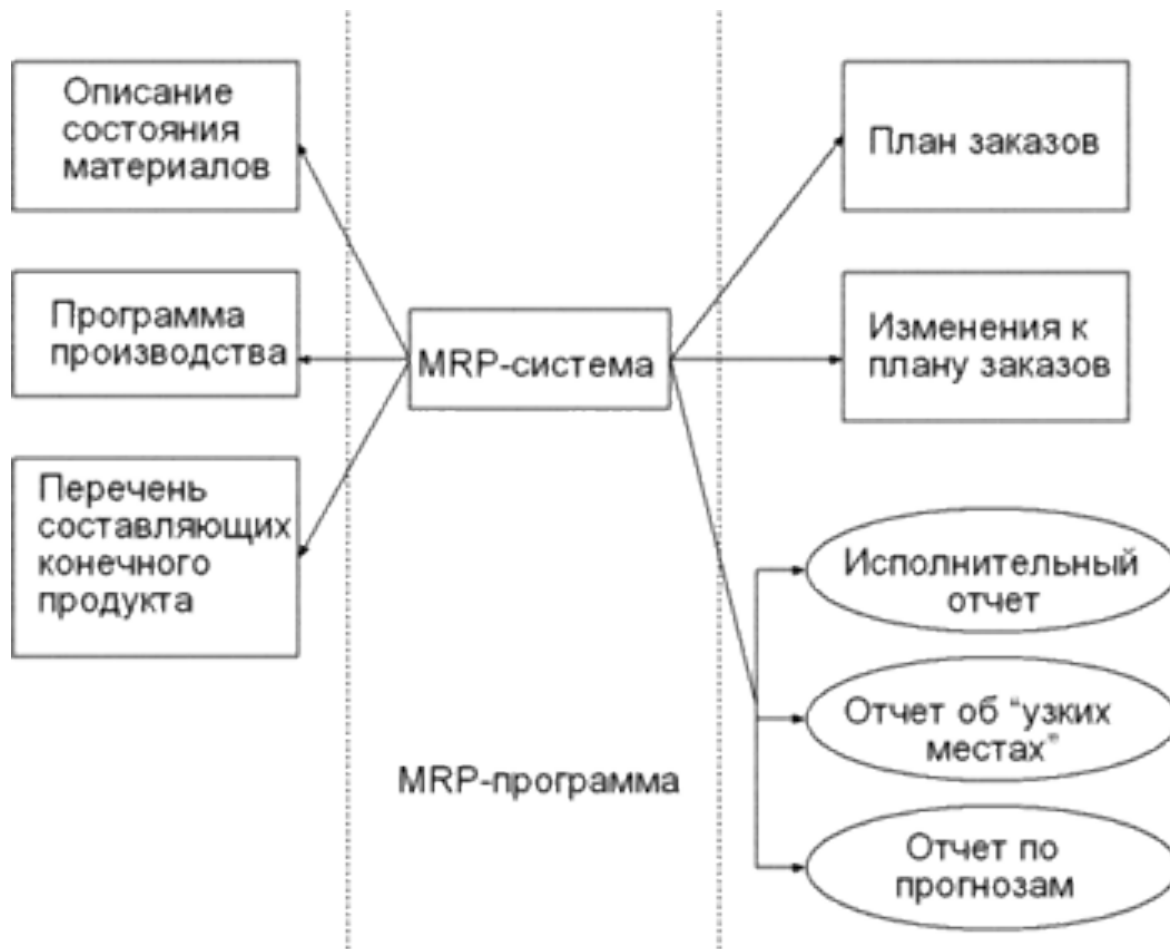 Описание
состояния
материалов
Программа
производства
Перечень
составляющих
конечного
продукта
MRP-система
MRP-программа
План заказов
Изменения к
плану заказов
Исполнительный
отчет
Отчет об “узких
местах”
Отчет по
прогнозам